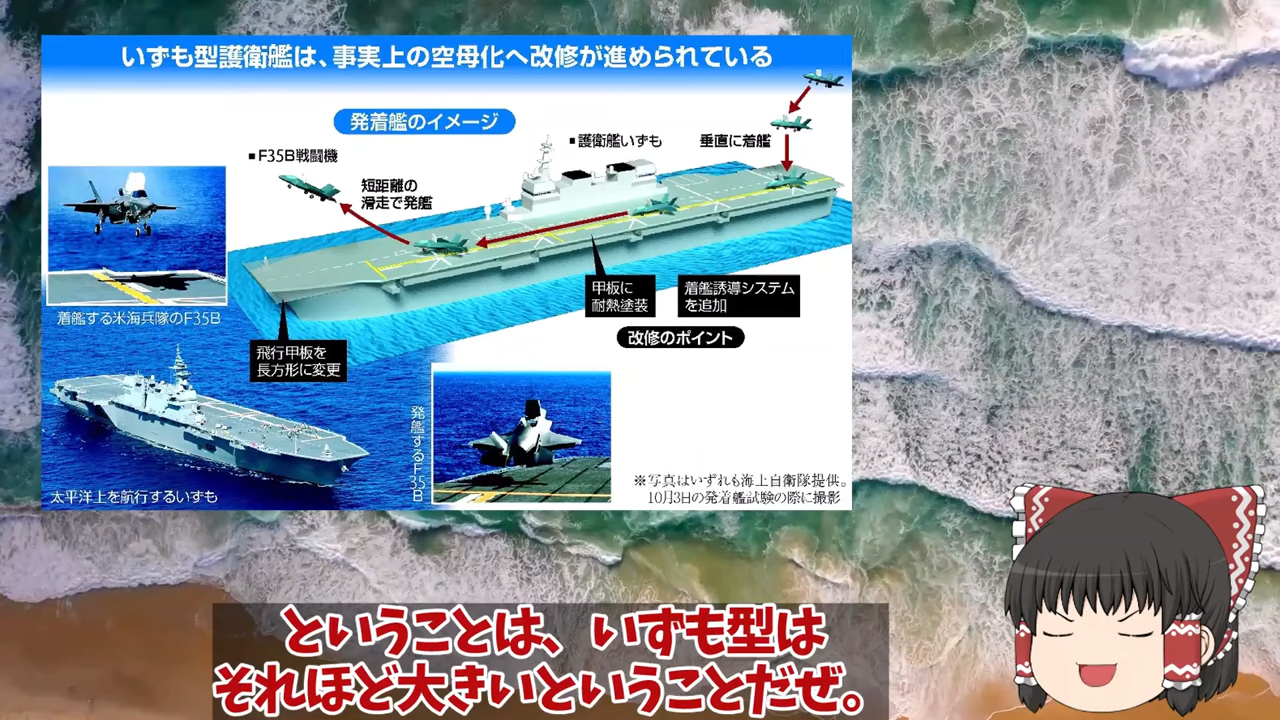 いずも型護衛艦は、事実上の空母化へ改修が進められている
発着艦のイメージ
■F35B戦闘機
短距離の
滑走で発艦
■護衛艦いずも
垂直に着艦
着艦する米海兵隊のF35B
甲板に
耐熱塗装
着艦誘導システム
を追加
改修のポイント
飛行甲板を
長方形に変更
太平洋上を航行するいずも
発艦するF35B
※写真はいずれも海上自衛隊提供。
10月3日の発着艦試験の際に撮影
ということは、いずも型は
それほど大きいということだぜ。